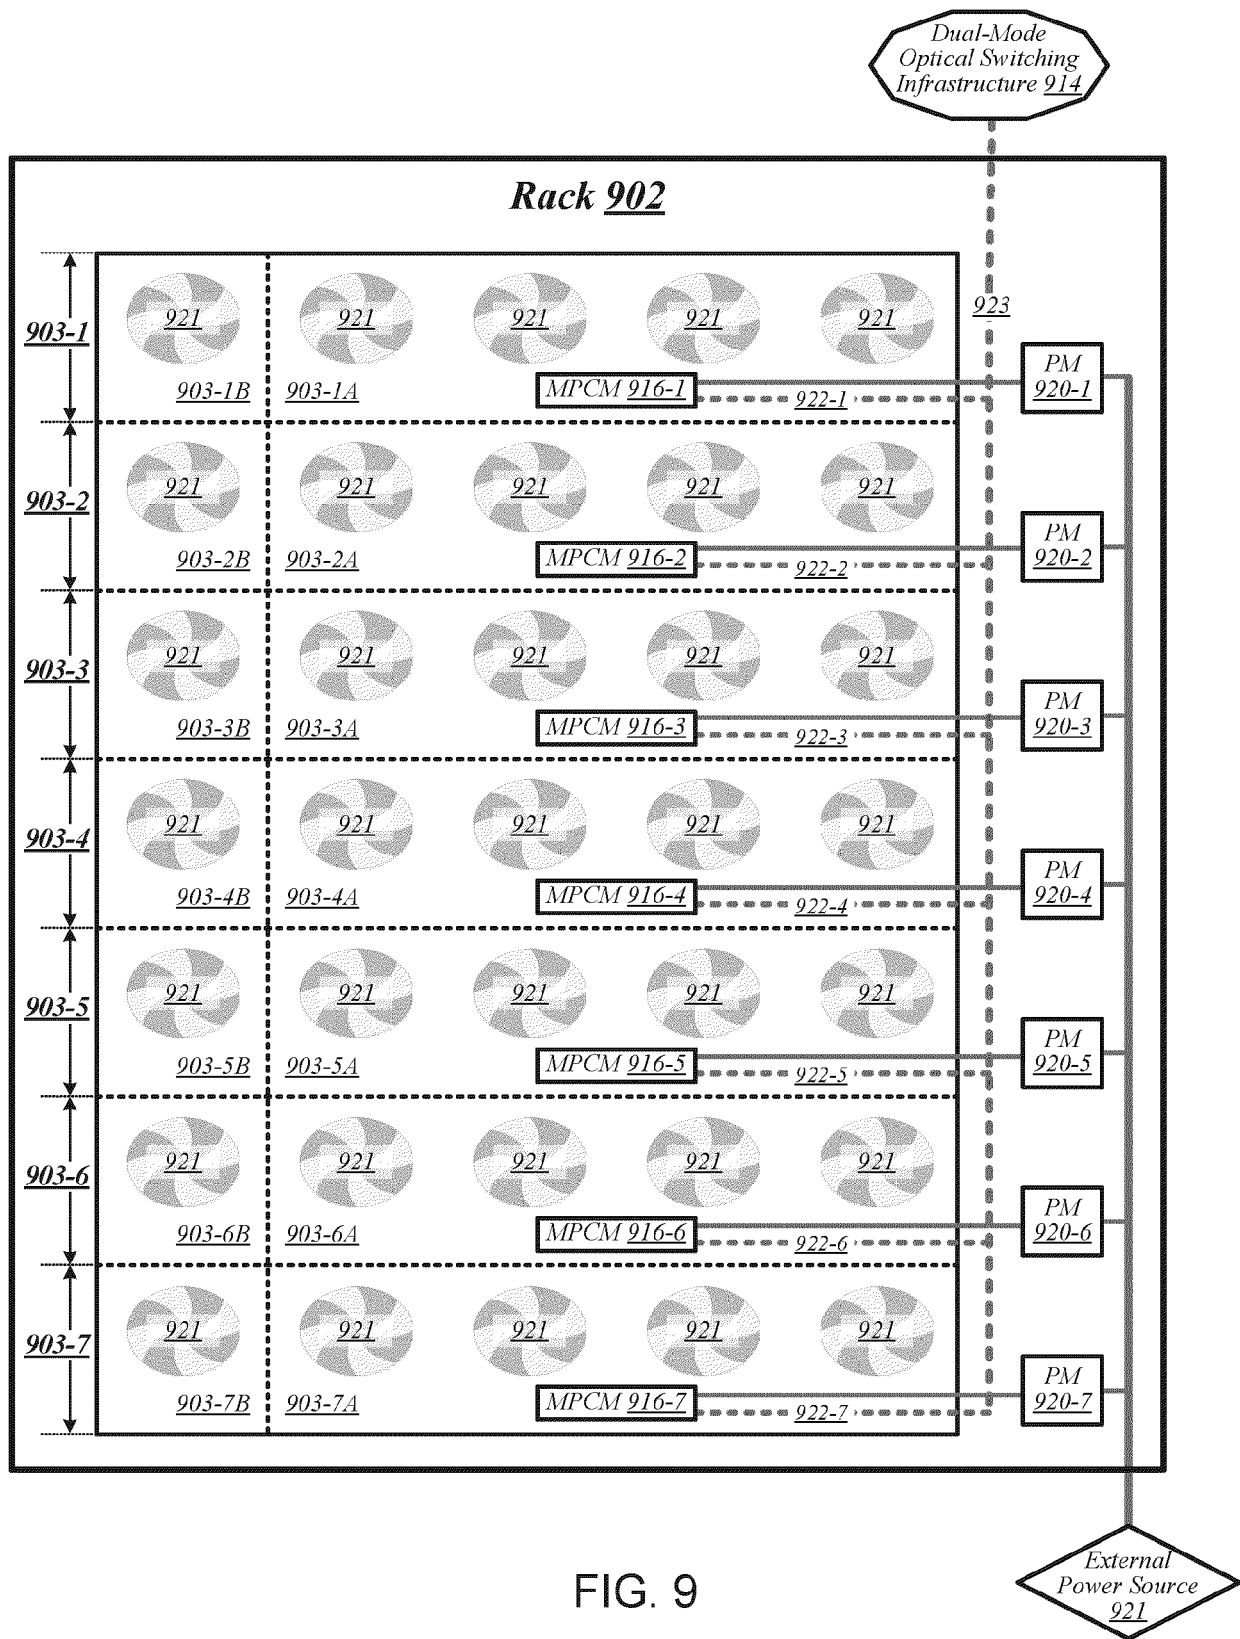 Dual-Mode
Optical Switching
Infrastructure 914
Rack 902
903-1
921 921 921 921 921
923
903-1B 903-1A
MPCM 916-1
922-1
PM
920-1
903-2
921 921 921 921 921
903-2B 903-2A
MPCM 916-2
922-2
PM
920-2
903-3
921 921 921 921 921
903-3B 903-3A
MPCM 916-3
922-3
PM
920-3
903-4
921 921 921 921 921
903-4B 903-4A
MPCM 916-4
922-4
PM
920-4
903-5
921 921 921 921 921
903-5B 903-5A
MPCM 916-5
922-5
PM
920-5
903-6
921 921 921 921 921
903-6B 903-6A
MPCM 916-6
922-6
PM
920-6
903-7
921 921 921 921 921
903-7B 903-7A
MPCM 916-7
922-7
PM
920-7
External
Power Source
921
FIG. 9